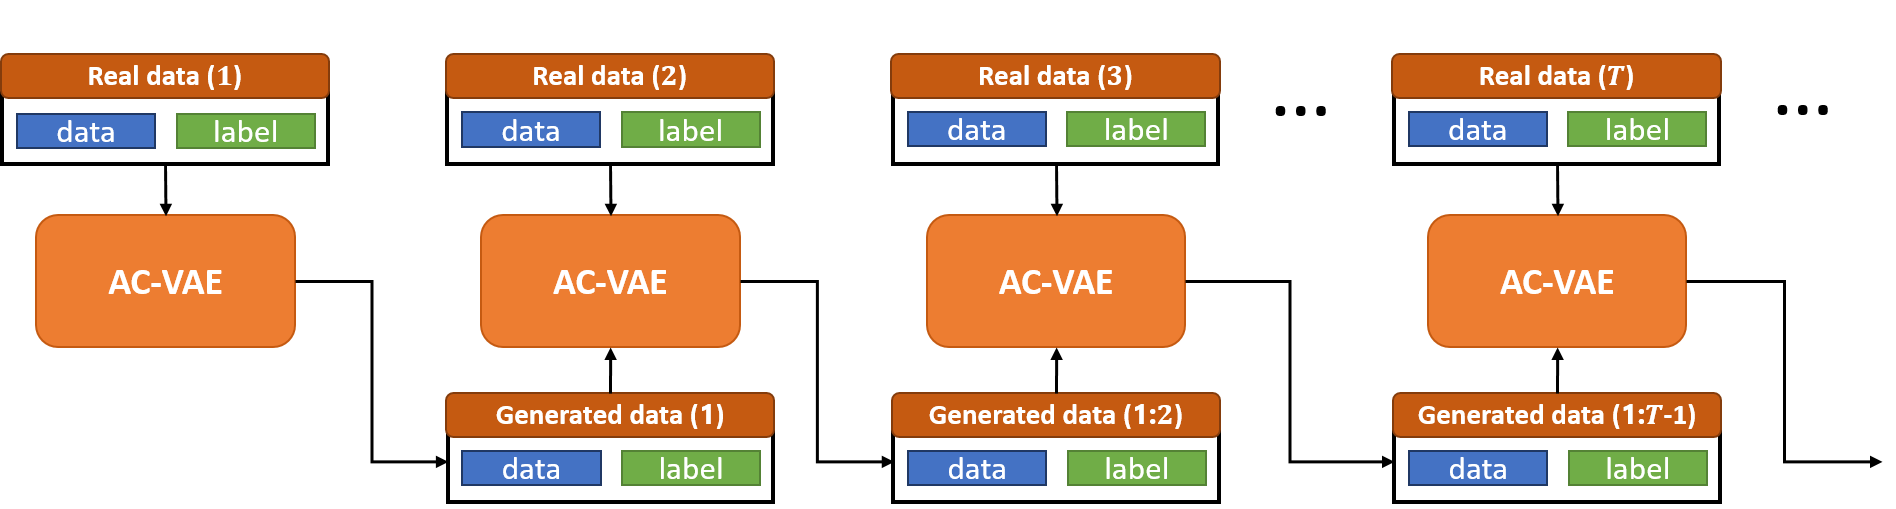 Real data (1)
data label
Real data (2)
data label
Real data (3)
data label
...
Real data (T)
data label
...
AC-VAE
AC-VAE
AC-VAE
AC-VAE
Generated data (1)
data label
Generated data (1:2)
data label
Generated data (1:T-1)
data label